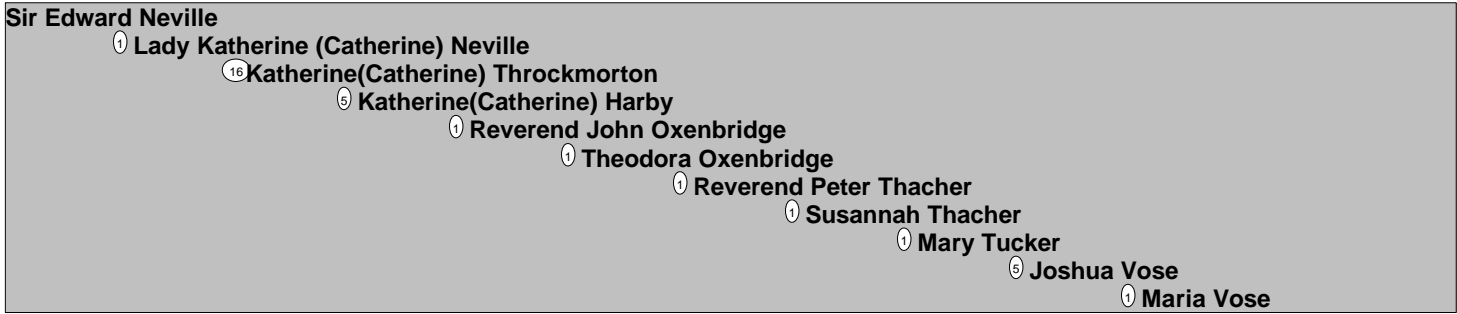 Sir Edward Neville
1 Lady Katherine (Catherine) Neville
16 Katherine(Catherine) Throckmorton
5 Katherine(Catherine) Harby
1 Reverend John Oxenbridge
1 Theodora Oxenbridge
1 Reverend Peter Thacher
1 Susannah Thacher
1 Mary Tucker
5 Joshua Vose
1 Maria Vose